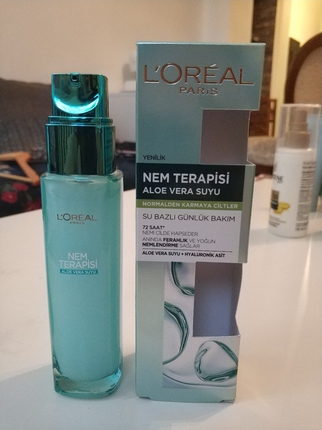 L'ORÉAL
PARIS
NEM
TERAPİSİ
ALOE VERA SUYU
L'ORÉAL
PARIS
YENİLİK
NEM TERAPİSİ
ALOE VERA SUYU
NORMALDEN KARMAYA CİLTLER
SU BAZLI GÜNLÜK BAKIM
72 SAAT*
NEMİ CİLDE HAPSEDER
ANINDA FERAHLIK VE YOĞUN
NEMLENDİRME SAĞLAR
ALOE VERA SUYU + HYALURONİK ASİT